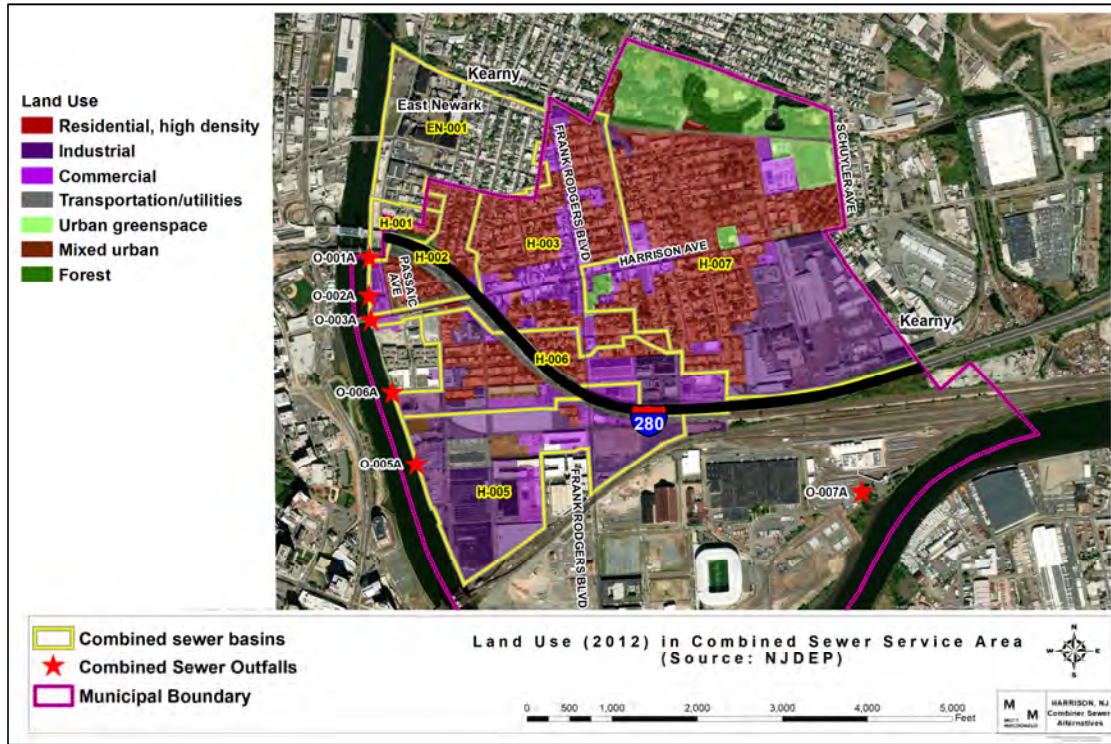 Land Use
Residential, high density
Industrial
Commercial
Transportation/utilities
Urban greenspace
Mixed urban
Forest
Kearny
East Newark
EN-001
FRANK RODGERS BLVD
SCHUYLER AVE
H-001
H-003
HARRISON AVE
H-002
H-007
O-001A
PASSAIC AVE
O-002A
O-003A
Kearny
H-006
O-006A
280
O-005A
H-005
FRANK RODGERS BLVD
O-007A
Combined sewer basins
Combined Sewer Outfalls
Municipal Boundary
Land Use (2012) in Combined Sewer Service Area
(Source: NJDEP)
N
W
E
S
0 500 1,000 2,000 3,000 4,000 5,000
Feet
M
M
MOTT
MACDONALD
HARRISON, NJ
Combiner Sewer
Alternatives